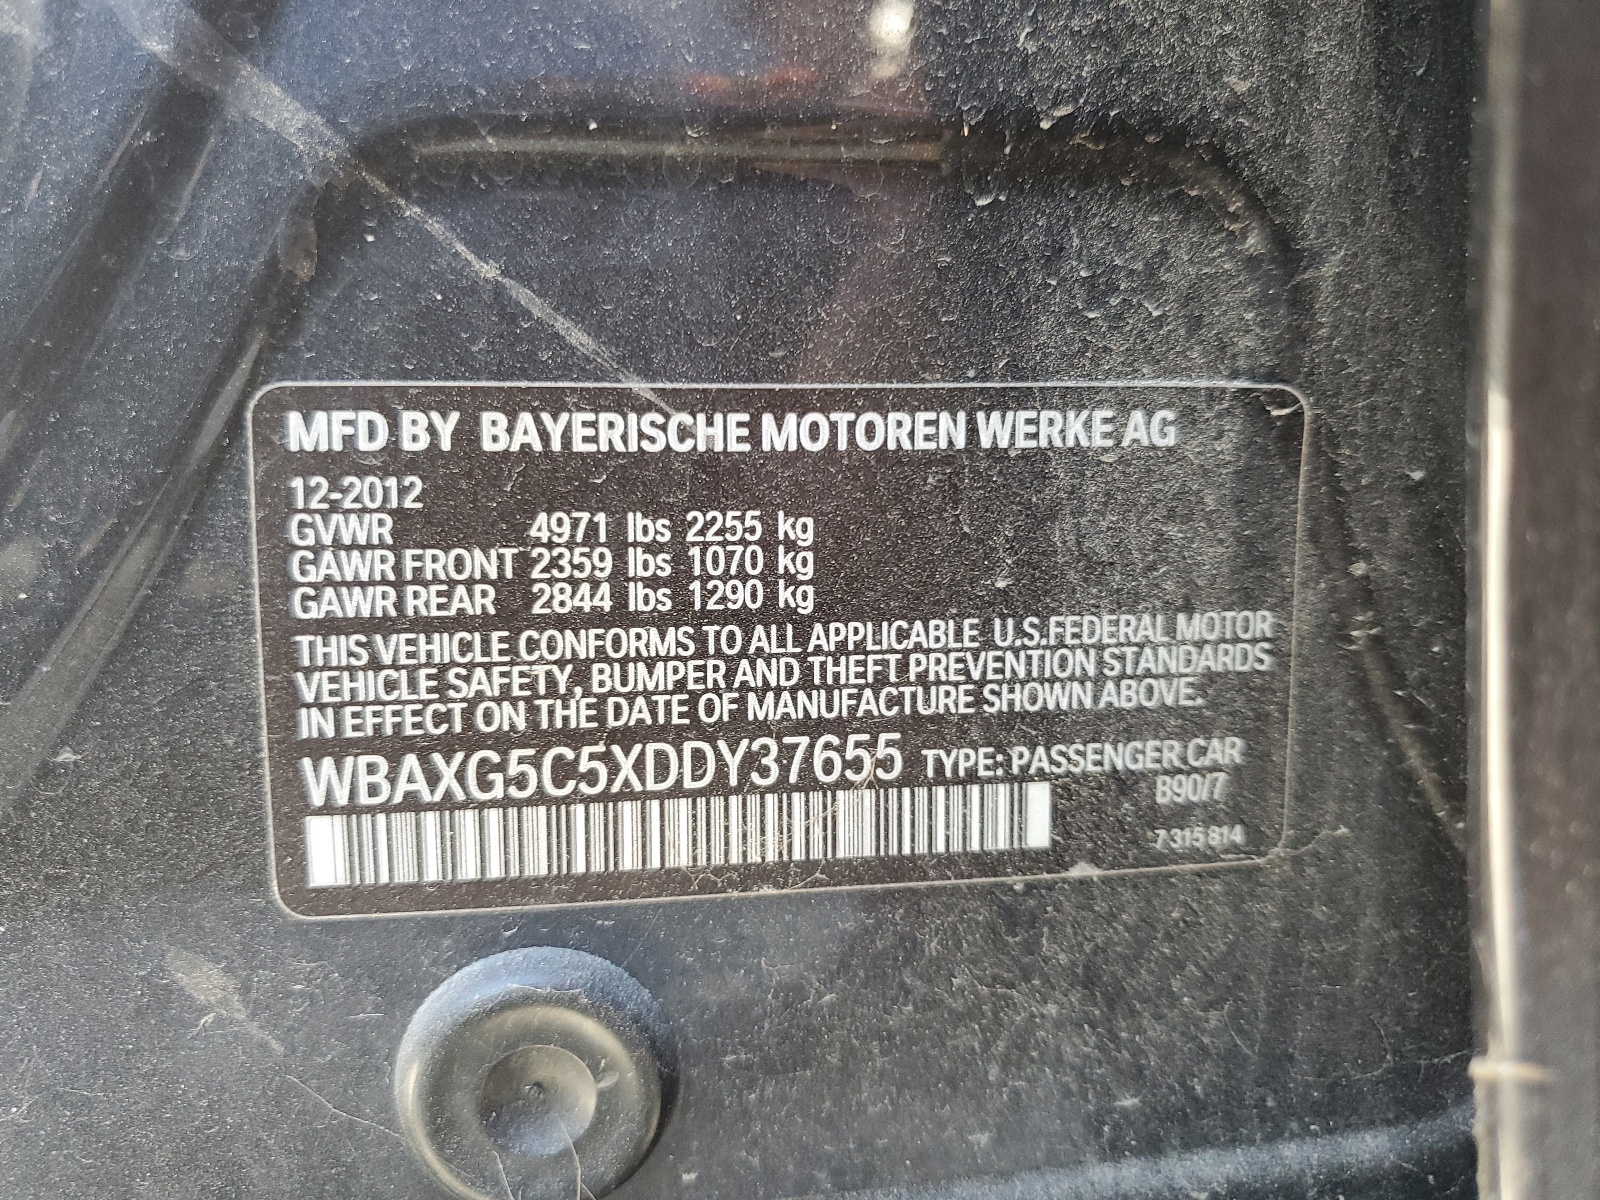 MFD BY BAYERISCHE MOTOREN WERKE AG
12-2012
GVWR 4971 lbs 2255 kg
GAWR FRONT 2359 lbs 1070 kg
GAWR REAR 2844 lbs 1290 kg
THIS VEHICLE CONFORMS TO ALL APPLICABLE U.S.FEDERAL MOTOR
VEHICLE SAFETY, BUMPER AND THEFT PREVENTION STANDARDS
IN EFFECT ON THE DATE OF MANUFACTURE SHOWN ABOVE.
WBAXG5C5XDDY37655 TYPE: PASSENGER CAR
B90/7
7 315 814